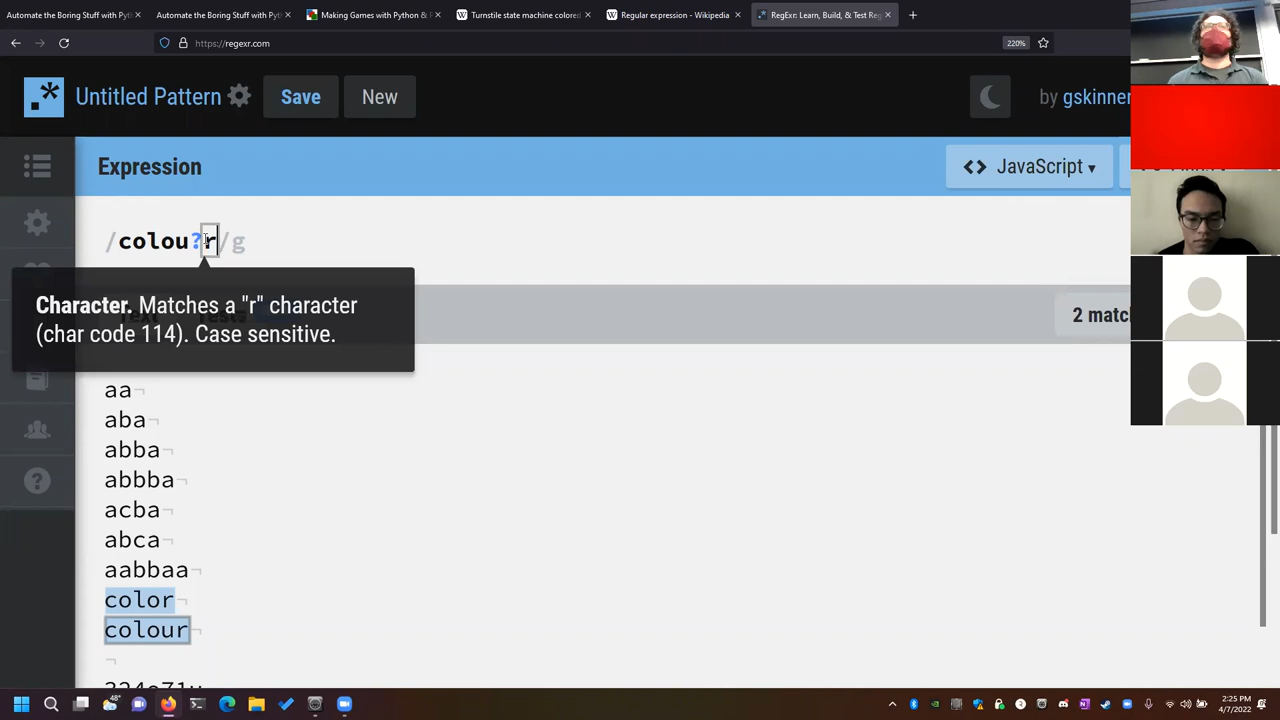 Automate the Boring Stuff with Pyth
Automate the Boring Stuff with Pyth
Making Games with Python & P
Turnstile state machine colored
Regular expression - Wikipedia
RegExr: Learn, Build, & Test Reg
https://regexr.com
220%
Untitled Pattern
Save
New
by gskinner
Expression
<> JavaScript
/colou?r/g
Character. Matches a "r" character
(char code 114). Case sensitive.
2 matc
aa
aba
abba
abbba
acba
abca
aabbaa
color
colour
48°
2:25 PM
4/7/2022